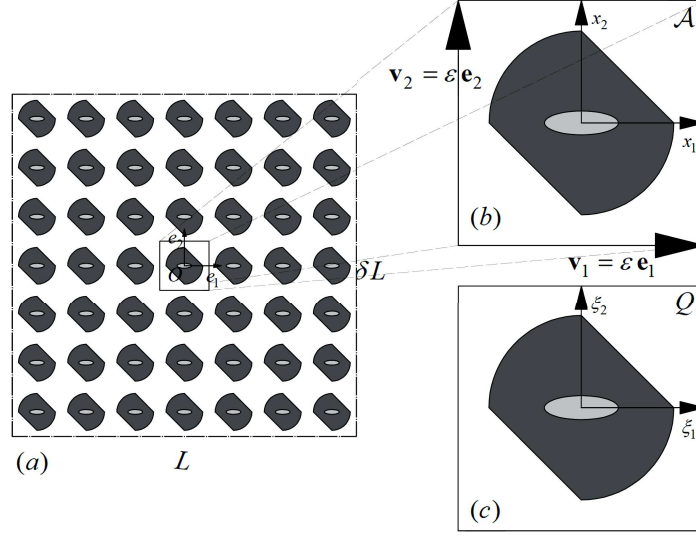 x₂
𝒜
v₂ = ε e₂
x₁
(b)
v₁ = ε e₁
e₂
O
e₁
δL
(a)
L
ξ₂
Q
ξ₁
(c)